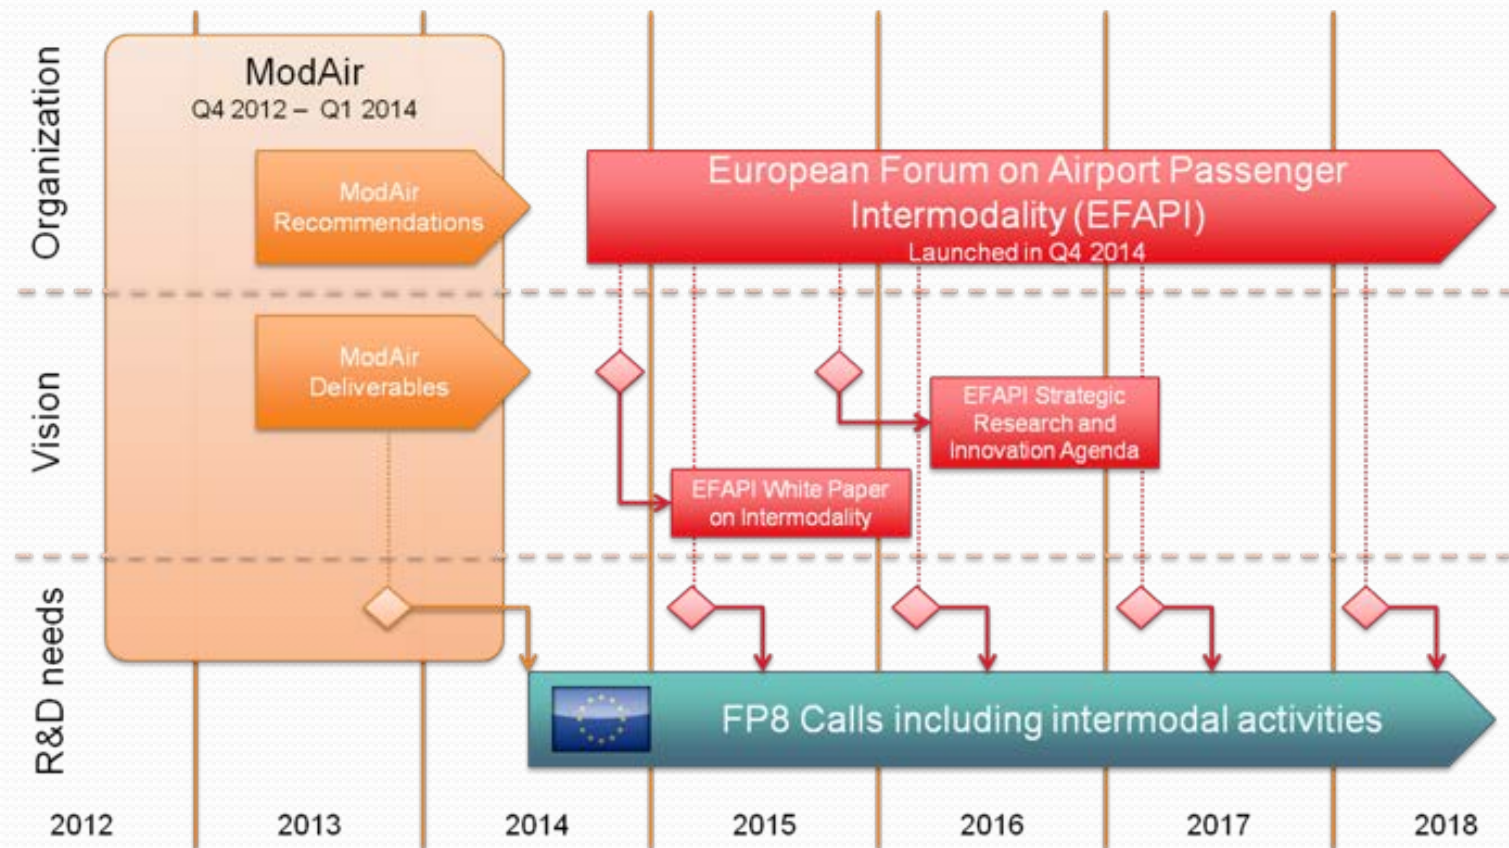 Organization
ModAir
Q4 2012 – Q1 2014
ModAir
Recommendations
European Forum on Airport Passenger
Intermodality (EFAPI)
Launched in Q4 2014
Vision
ModAir
Deliverables
EFAPI Strategic
Research and
Innovation Agenda
EFAPI White Paper
on Intermodality
R&D needs
FP8 Calls including intermodal activities
2012 2013 2014 2015 2016 2017 2018